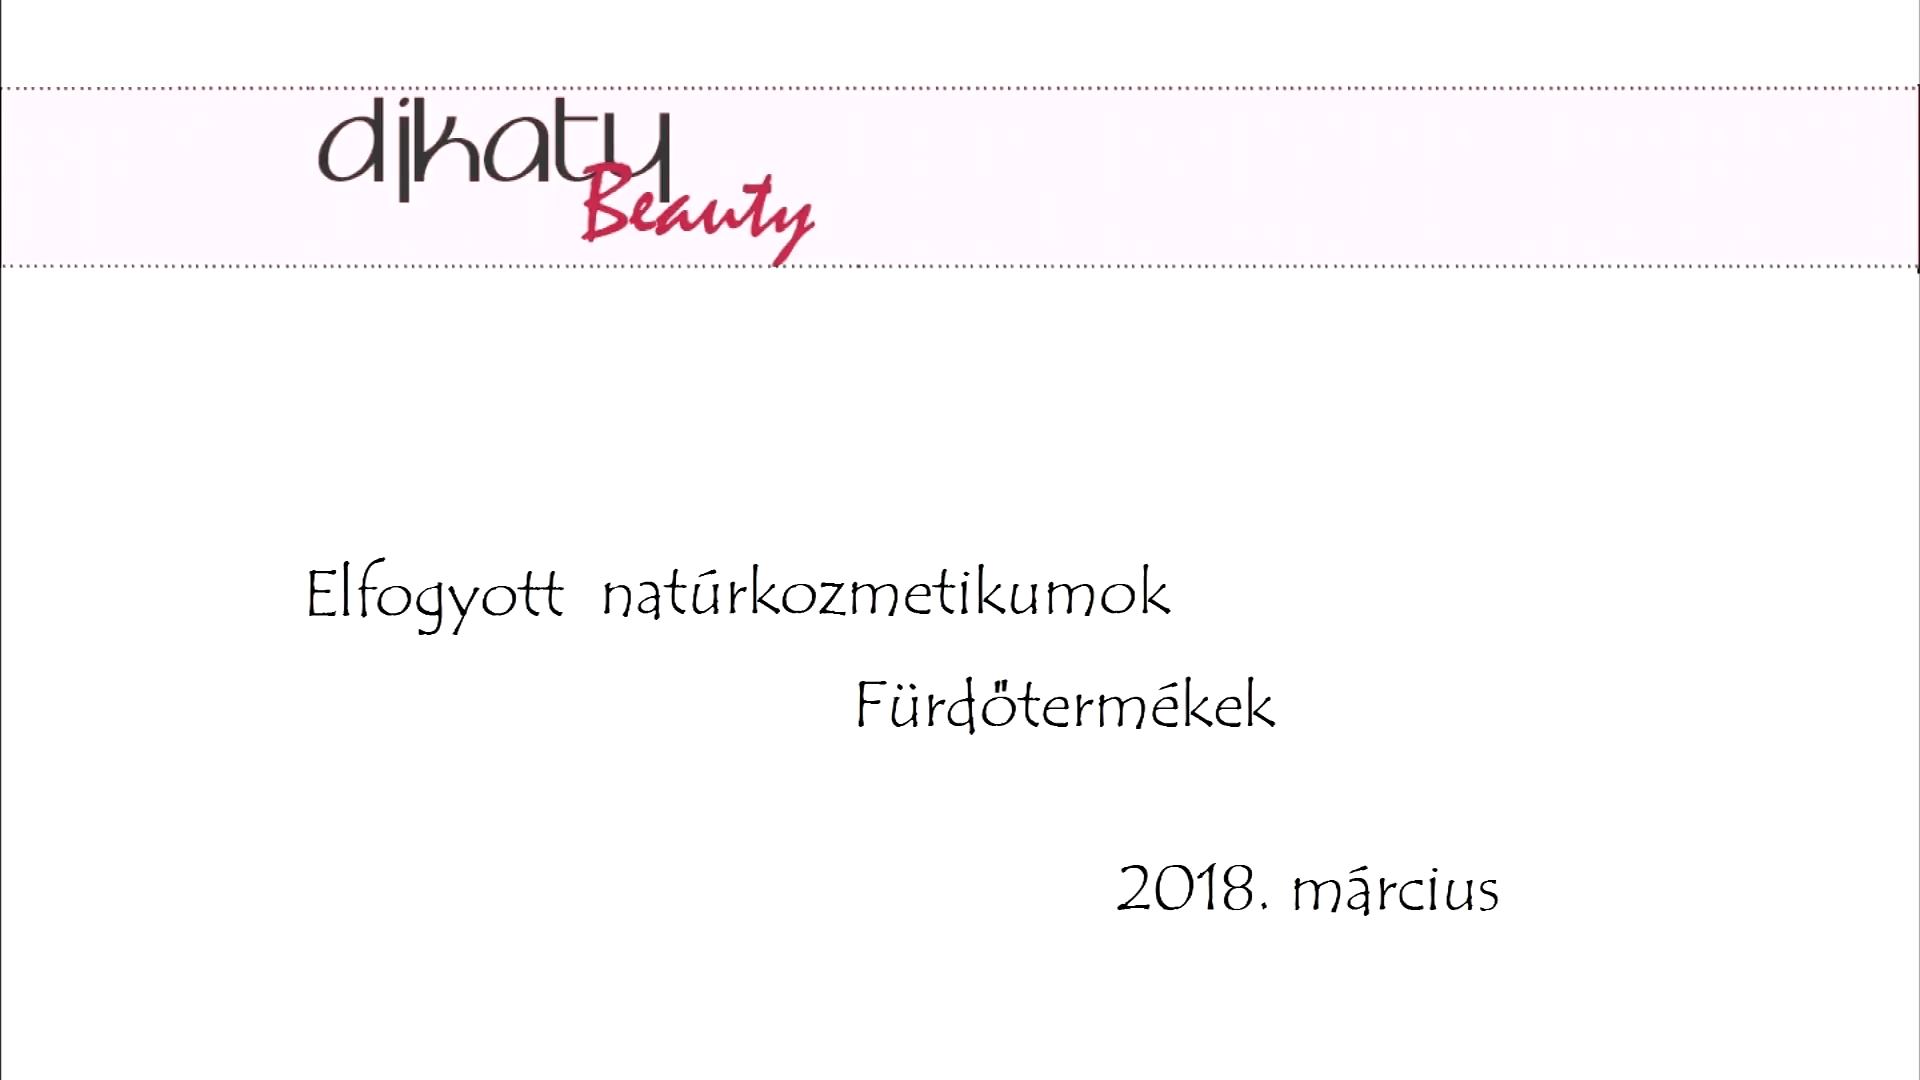 djkaty
Beauty
Elfogyott natúrkozmetikumok
Fürdőtermékek
2018. március